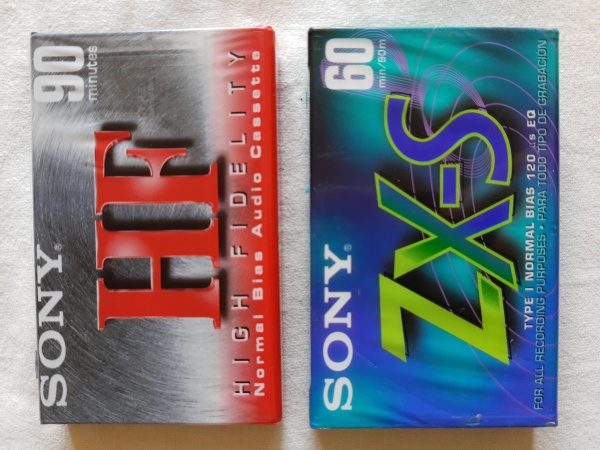 SONY®
90
minutes
HF
HIGH FIDELITY
Normal Bias Audio Cassette
SONY®
60
min/90m
ZX-S
TYPE I NORMAL BIAS 120 µs EQ
FOR ALL RECORDING PURPOSES · PARA TODO TIPO DE GRABACIÓN